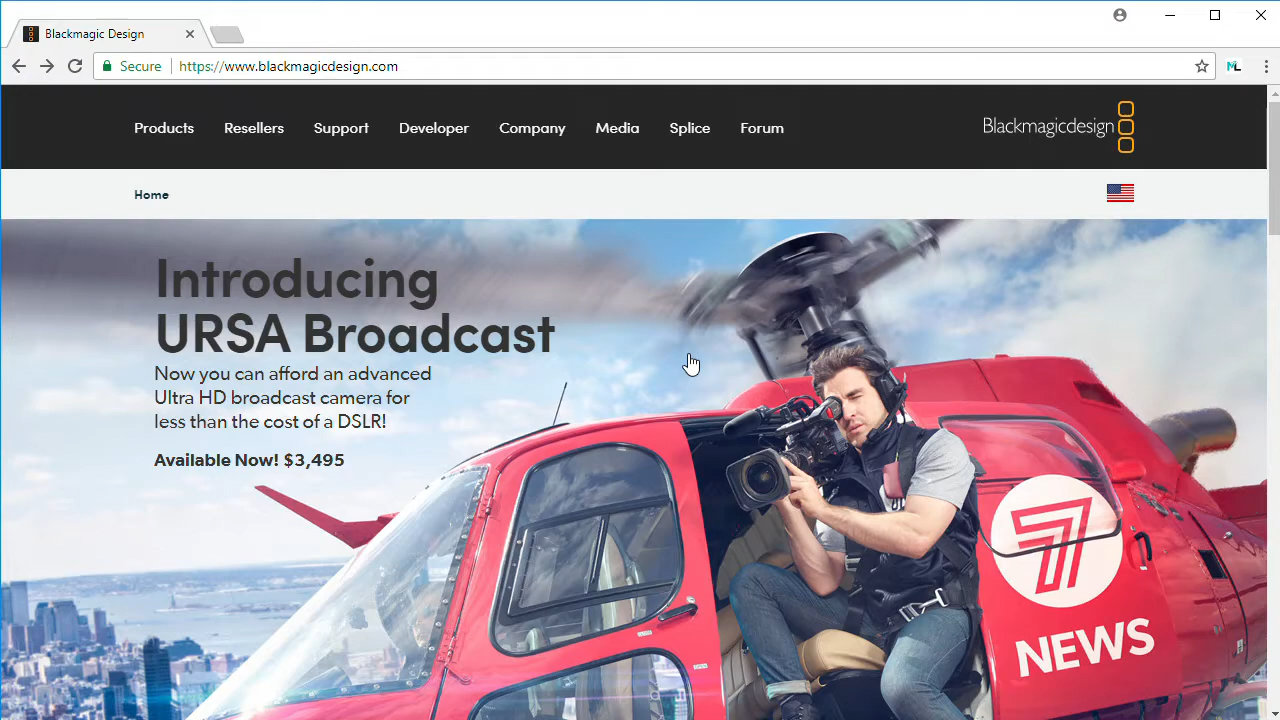 Blackmagic Design
Secure https://www.blackmagicdesign.com
ML
Products Resellers Support Developer Company Media Splice Forum
Blackmagicdesign
Home
Introducing
URSA Broadcast
Now you can afford an advanced
Ultra HD broadcast camera for
less than the cost of a DSLR!
Available Now! $3,495
7
NEWS